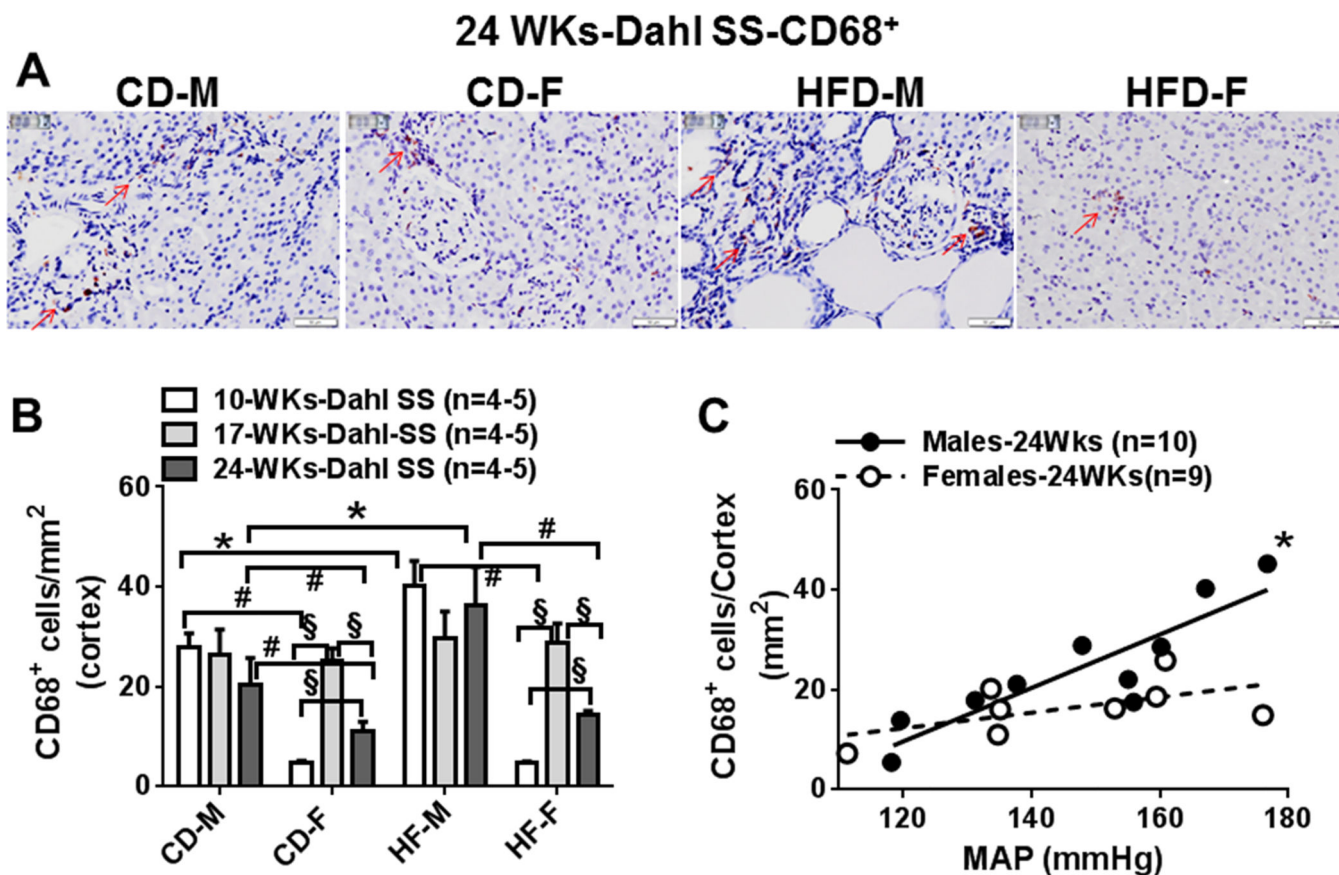 24 WKs-Dahl SS-CD68⁺
A
CD-M
CD-F
HFD-M
HFD-F
B
10-WKs-Dahl SS (n=4-5)
17-WKs-Dahl-SS (n=4-5)
24-WKs-Dahl SS (n=4-5)
CD68⁺ cells/mm²
(cortex)
60
40
20
0
*
*
#
#
#
#
#
§
§
§
§
§
§
CD-M
CD-F
HF-M
HF-F
C
Males-24Wks (n=10)
Females-24WKs(n=9)
CD68⁺ cells/Cortex
(mm²)
60
40
20
0
*
120
140
160
180
MAP (mmHg)